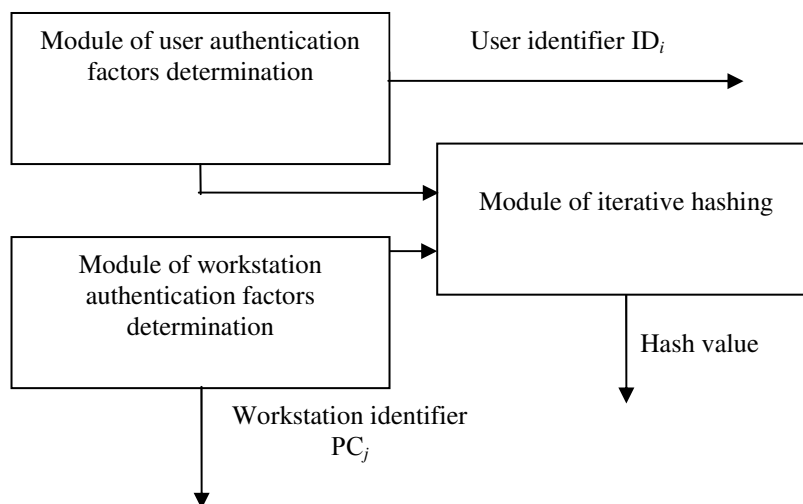 Module of user authentication
factors determination
User identifier ID𝑖
Module of iterative hashing
Module of workstation
authentication factors
determination
Hash value
Workstation identifier
PC𝑗